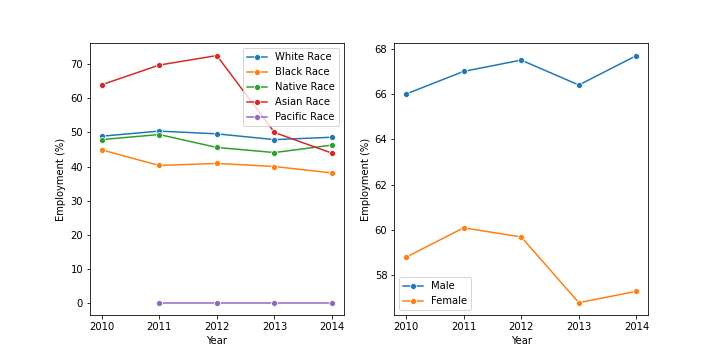 70
60
50
40
30
20
10
0
Employment (%)
2010 2011 2012 2013 2014
Year
White Race
Black Race
Native Race
Asian Race
Pacific Race
68
66
64
62
60
58
Employment (%)
2010 2011 2012 2013 2014
Year
Male
Female